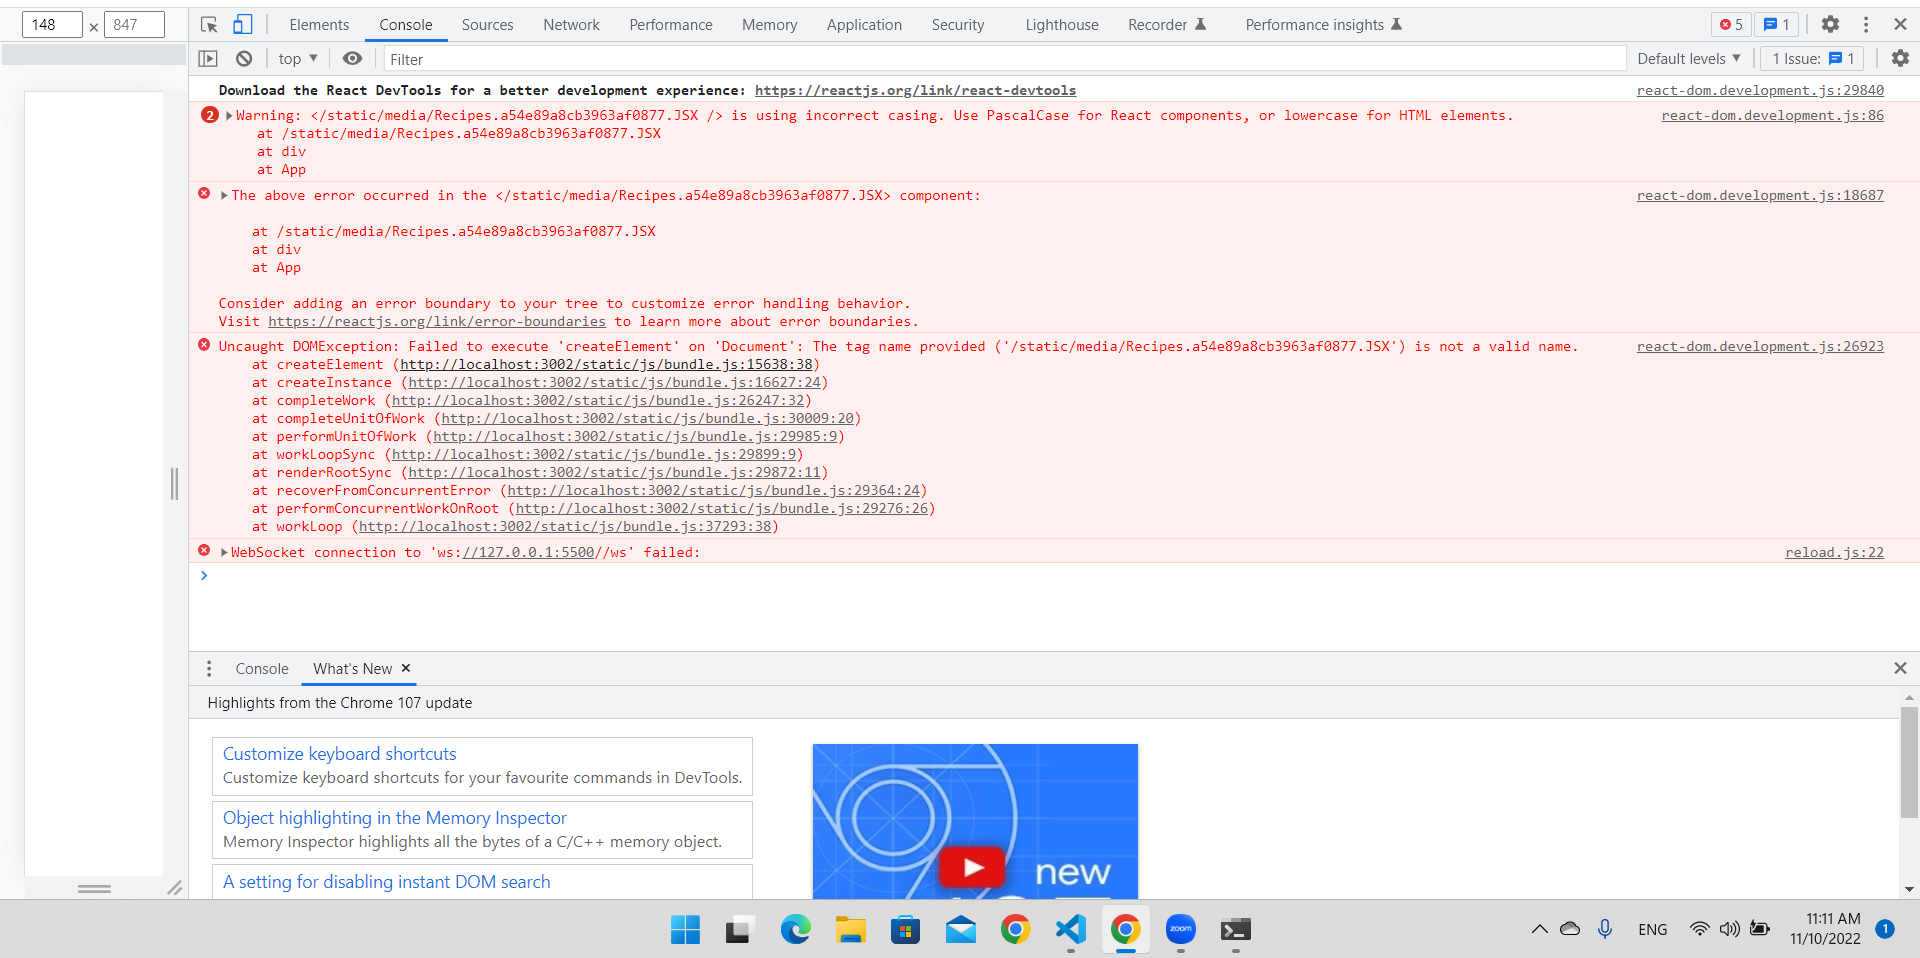 148 × 847
Elements Console Sources Network Performance Memory Application Security Lighthouse Recorder Performance insights 5 1
top Filter Default levels 1 Issue: 1
Download the React DevTools for a better development experience: https://reactjs.org/link/react-devtools react-dom.development.js:29840
2 Warning: </static/media/Recipes.a54e89a8cb3963af0877.JSX /> is using incorrect casing. Use PascalCase for React components, or lowercase for HTML elements. react-dom.development.js:86
at /static/media/Recipes.a54e89a8cb3963af0877.JSX
at div
at App
The above error occurred in the </static/media/Recipes.a54e89a8cb3963af0877.JSX> component: react-dom.development.js:18687
at /static/media/Recipes.a54e89a8cb3963af0877.JSX
at div
at App
Consider adding an error boundary to your tree to customize error handling behavior.
Visit https://reactjs.org/link/error-boundaries to learn more about error boundaries.
Uncaught DOMException: Failed to execute 'createElement' on 'Document': The tag name provided ('/static/media/Recipes.a54e89a8cb3963af0877.JSX') is not a valid name. react-dom.development.js:26923
at createElement (http://localhost:3002/static/js/bundle.js:15638:38)
at createInstance (http://localhost:3002/static/js/bundle.js:16627:24)
at completeWork (http://localhost:3002/static/js/bundle.js:26247:32)
at completeUnitOfWork (http://localhost:3002/static/js/bundle.js:30009:20)
at performUnitOfWork (http://localhost:3002/static/js/bundle.js:29985:9)
at workLoopSync (http://localhost:3002/static/js/bundle.js:29899:9)
at renderRootSync (http://localhost:3002/static/js/bundle.js:29872:11)
at recoverFromConcurrentError (http://localhost:3002/static/js/bundle.js:29364:24)
at performConcurrentWorkOnRoot (http://localhost:3002/static/js/bundle.js:29276:26)
at workLoop (http://localhost:3002/static/js/bundle.js:37293:38)
WebSocket connection to 'ws://127.0.0.1:5500//ws' failed: reload.js:22
Console What's New
Highlights from the Chrome 107 update
Customize keyboard shortcuts
Customize keyboard shortcuts for your favourite commands in DevTools.
Object highlighting in the Memory Inspector
Memory Inspector highlights all the bytes of a C/C++ memory object.
A setting for disabling instant DOM search
new
zoom
ENG
11:11 AM
11/10/2022
1